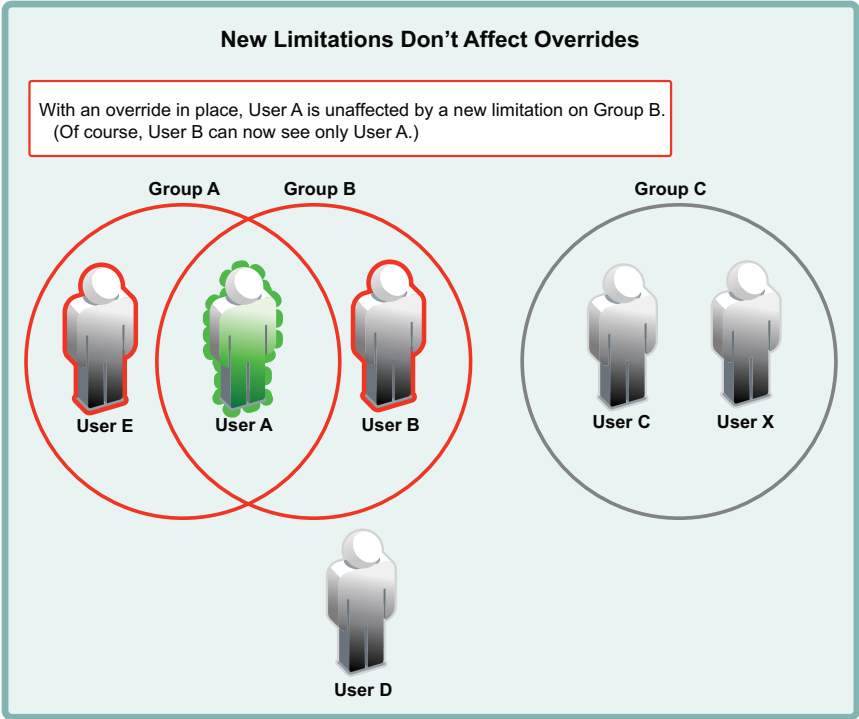 New Limitations Don’t Affect Overrides
With an override in place, User A is unaffected by a new limitation on Group B.
(Of course, User B can now see only User A.)
Group A
Group B
Group C
User E
User A
User B
User C
User X
User D